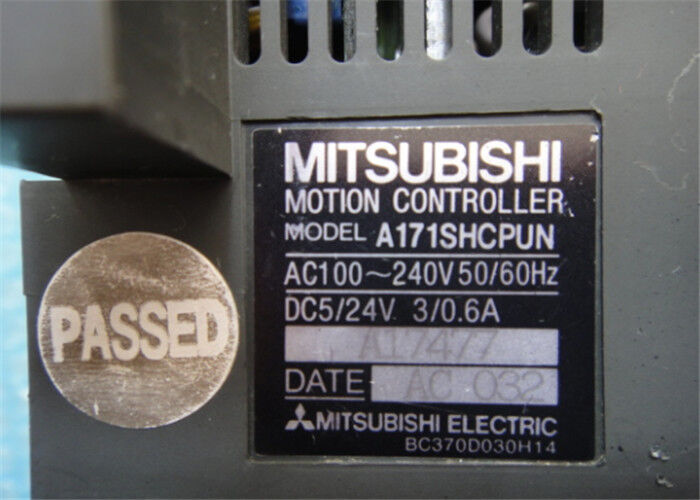 MITSUBISHI
MOTION CONTROLLER
MODEL A171SHCPUN
AC100~240V 50/60Hz
DC5/24V 3/0.6A
A17477
DATE AC 032
MITSUBISHI ELECTRIC
BC370D030H14
PASSED